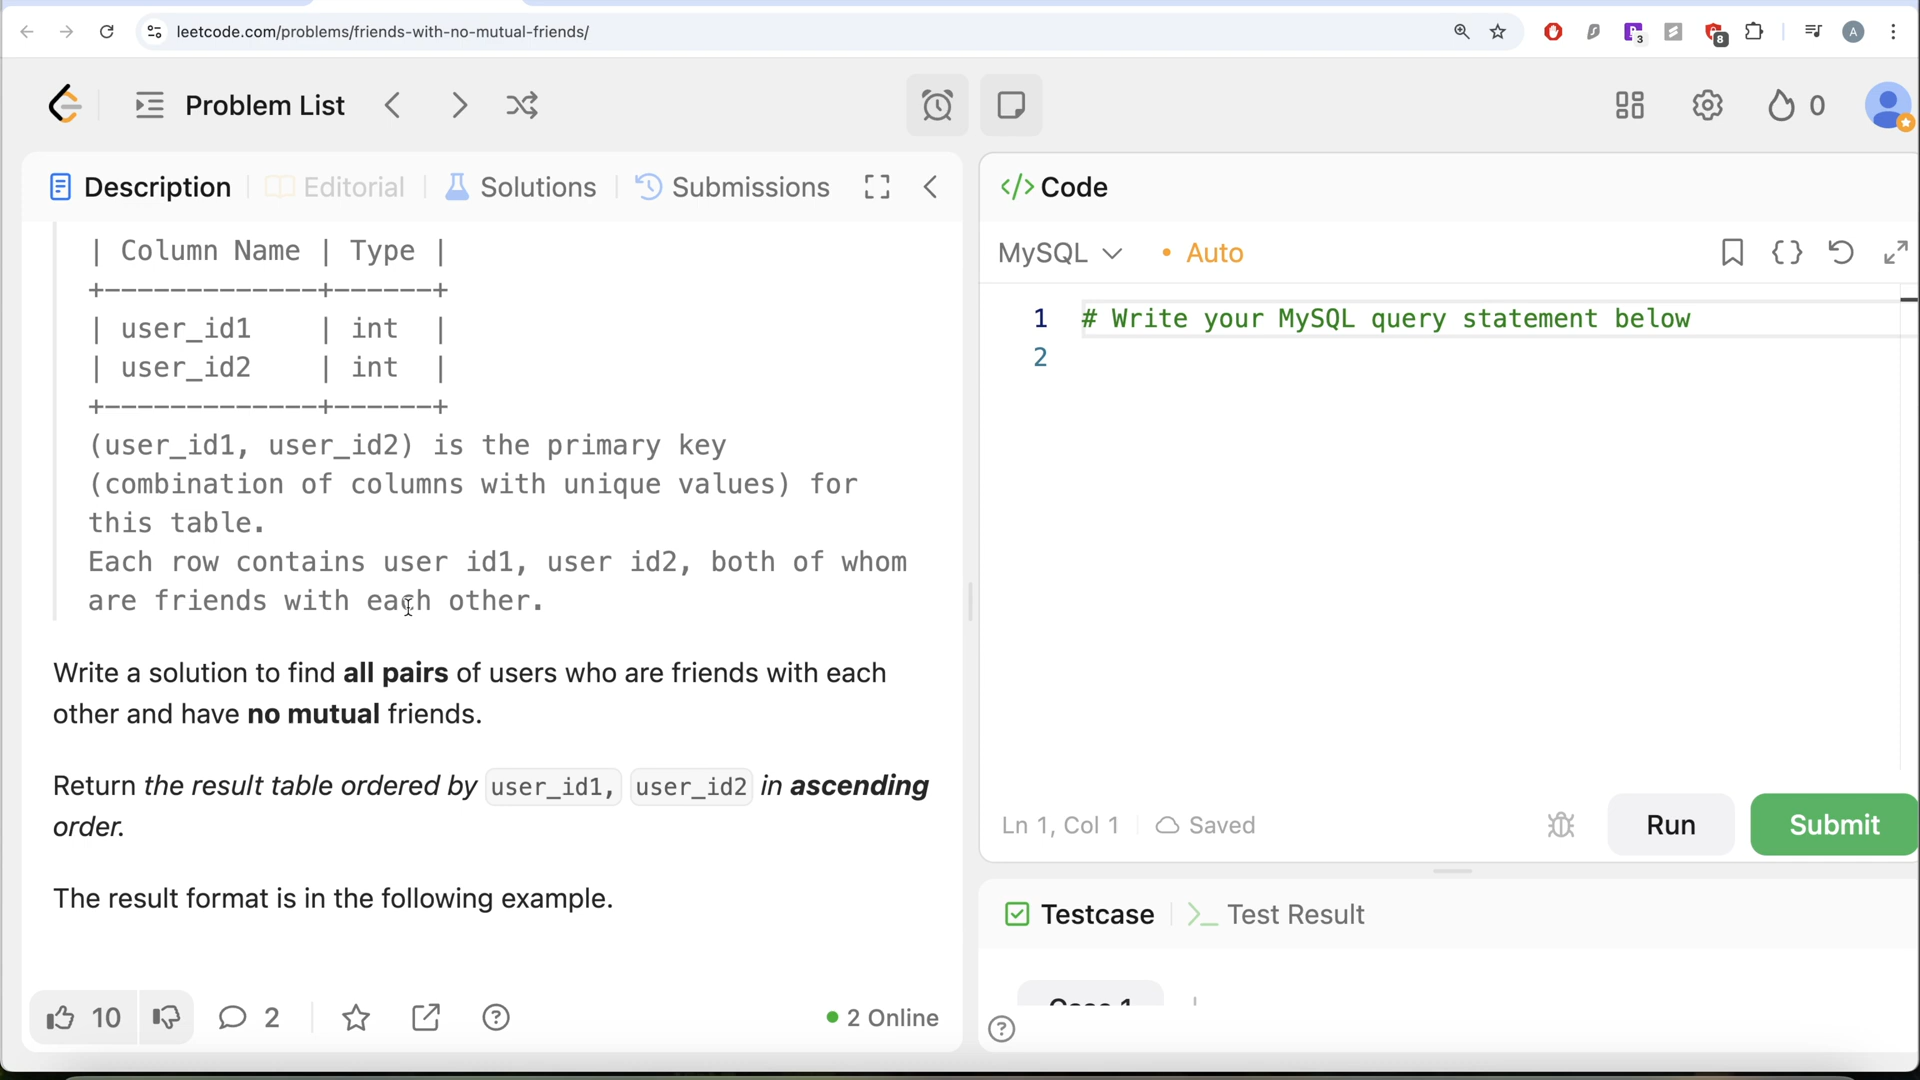 leetcode.com/problems/friends-with-no-mutual-friends/
3
8
A
Problem List
0
Description
Editorial
Solutions
Submissions
</> Code
| Column Name | Type |
+-------------+------+
| user_id1 | int |
| user_id2 | int |
+-------------+------+
(user_id1, user_id2) is the primary key
(combination of columns with unique values) for
this table.
Each row contains user id1, user id2, both of whom
are friends with each other.
Write a solution to find all pairs of users who are friends with each
other and have no mutual friends.
Return the result table ordered by user_id1, user_id2 in ascending
order.
The result format is in the following example.
10
2
2 Online
MySQL
Auto
1 # Write your MySQL query statement below
2
Ln 1, Col 1
Saved
Run
Submit
Testcase
>_ Test Result
Case 1